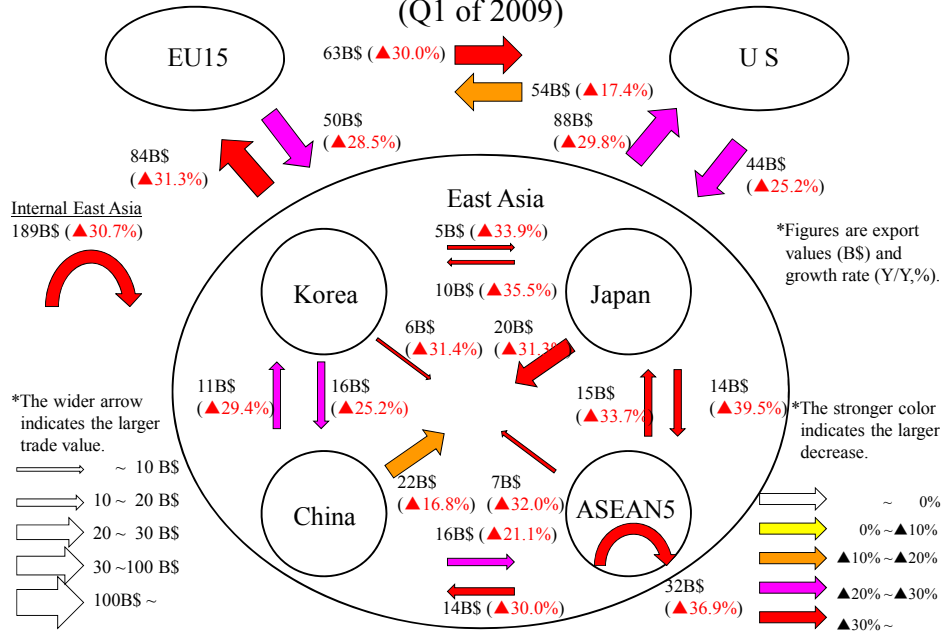 (Q1 of 2009)
EU15
U S
63B$ (▲30.0%)
54B$ (▲17.4%)
50B$
(▲28.5%)
88B$
(▲29.8%)
84B$
(▲31.3%)
44B$
(▲25.2%)
Internal East Asia
189B$ (▲30.7%)
East Asia
*Figures are export
values (B$) and
growth rate (Y/Y,%).
5B$ (▲33.9%)
10B$ (▲35.5%)
Korea
Japan
6B$
(▲31.4%)
20B$
(▲31.3%)
11B$
(▲29.4%)
16B$
(▲25.2%)
15B$
(▲33.7%)
14B$
(▲39.5%)
*The wider arrow
indicates the larger
trade value.
~ 10 B$
10 ~ 20 B$
20 ~ 30 B$
30 ~100 B$
100B$ ~
*The stronger color
indicates the larger
decrease.
~ 0%
0% ~▲10%
▲10% ~▲20%
▲20% ~▲30%
▲30% ~
China
ASEAN5
22B$
(▲16.8%)
7B$
(▲32.0%)
16B$ (▲21.1%)
14B$ (▲30.0%)
32B$
(▲36.9%)